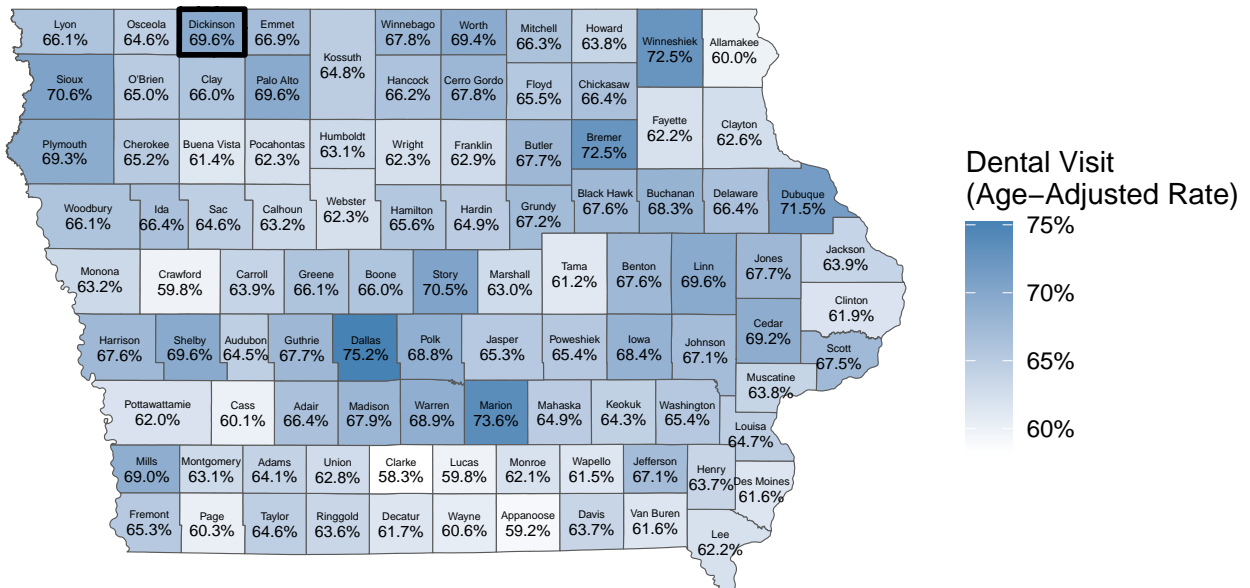 Lyon
66.1%
Osceola
64.6%
Dickinson
69.6%
Emmet
66.9%
Winnebago
67.8%
Worth
69.4%
Mitchell
66.3%
Howard
63.8%
Winneshiek
72.5%
Allamakee
60.0%
Kossuth
64.8%
Sioux
70.6%
O'Brien
65.0%
Clay
66.0%
Palo Alto
69.6%
Hancock
66.2%
Cerro Gordo
67.8%
Floyd
65.5%
Chickasaw
66.4%
Fayette
62.2%
Clayton
62.6%
Plymouth
69.3%
Cherokee
65.2%
Buena Vista
61.4%
Pocahontas
62.3%
Humboldt
63.1%
Wright
62.3%
Franklin
62.9%
Butler
67.7%
Bremer
72.5%
Woodbury
66.1%
Ida
66.4%
Sac
64.6%
Calhoun
63.2%
Webster
62.3%
Hamilton
65.6%
Hardin
64.9%
Grundy
67.2%
Black Hawk
67.6%
Buchanan
68.3%
Delaware
66.4%
Dubuque
71.5%
Monona
63.2%
Crawford
59.8%
Carroll
63.9%
Greene
66.1%
Boone
66.0%
Story
70.5%
Marshall
63.0%
Tama
61.2%
Benton
67.6%
Linn
69.6%
Jones
67.7%
Jackson
63.9%
Clinton
61.9%
Harrison
67.6%
Shelby
69.6%
Audubon
64.5%
Guthrie
67.7%
Dallas
75.2%
Polk
68.8%
Jasper
65.3%
Poweshiek
65.4%
Iowa
68.4%
Johnson
67.1%
Cedar
69.2%
Scott
67.5%
Muscatine
63.8%
Pottawattamie
62.0%
Cass
60.1%
Adair
66.4%
Madison
67.9%
Warren
68.9%
Marion
73.6%
Mahaska
64.9%
Keokuk
64.3%
Washington
65.4%
Louisa
64.7%
Mills
69.0%
Montgomery
63.1%
Adams
64.1%
Union
62.8%
Clarke
58.3%
Lucas
59.8%
Monroe
62.1%
Wapello
61.5%
Jefferson
67.1%
Henry
63.7%
Des Moines
61.6%
Fremont
65.3%
Page
60.3%
Taylor
64.6%
Ringgold
63.6%
Decatur
61.7%
Wayne
60.6%
Appanoose
59.2%
Davis
63.7%
Van Buren
61.6%
Lee
62.2%
Dental Visit
(Age−Adjusted Rate)
75%
70%
65%
60%